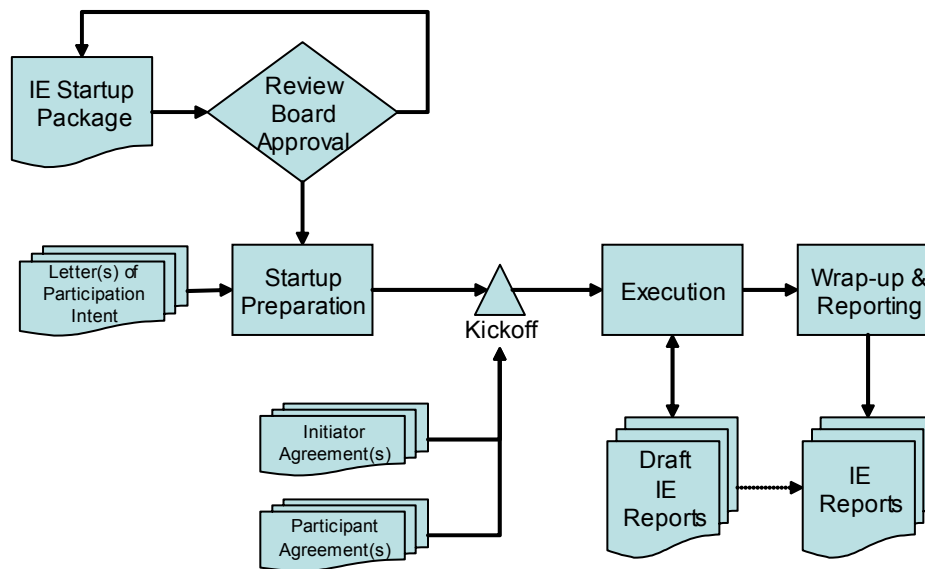 IE Startup
Package
Review
Board
Approval
Letter(s) of
Participation
Intent
Startup
Preparation
Kickoff
Execution
Wrap-up &
Reporting
Initiator
Agreement(s)
Participant
Agreement(s)
Draft
IE
Reports
IE
Reports